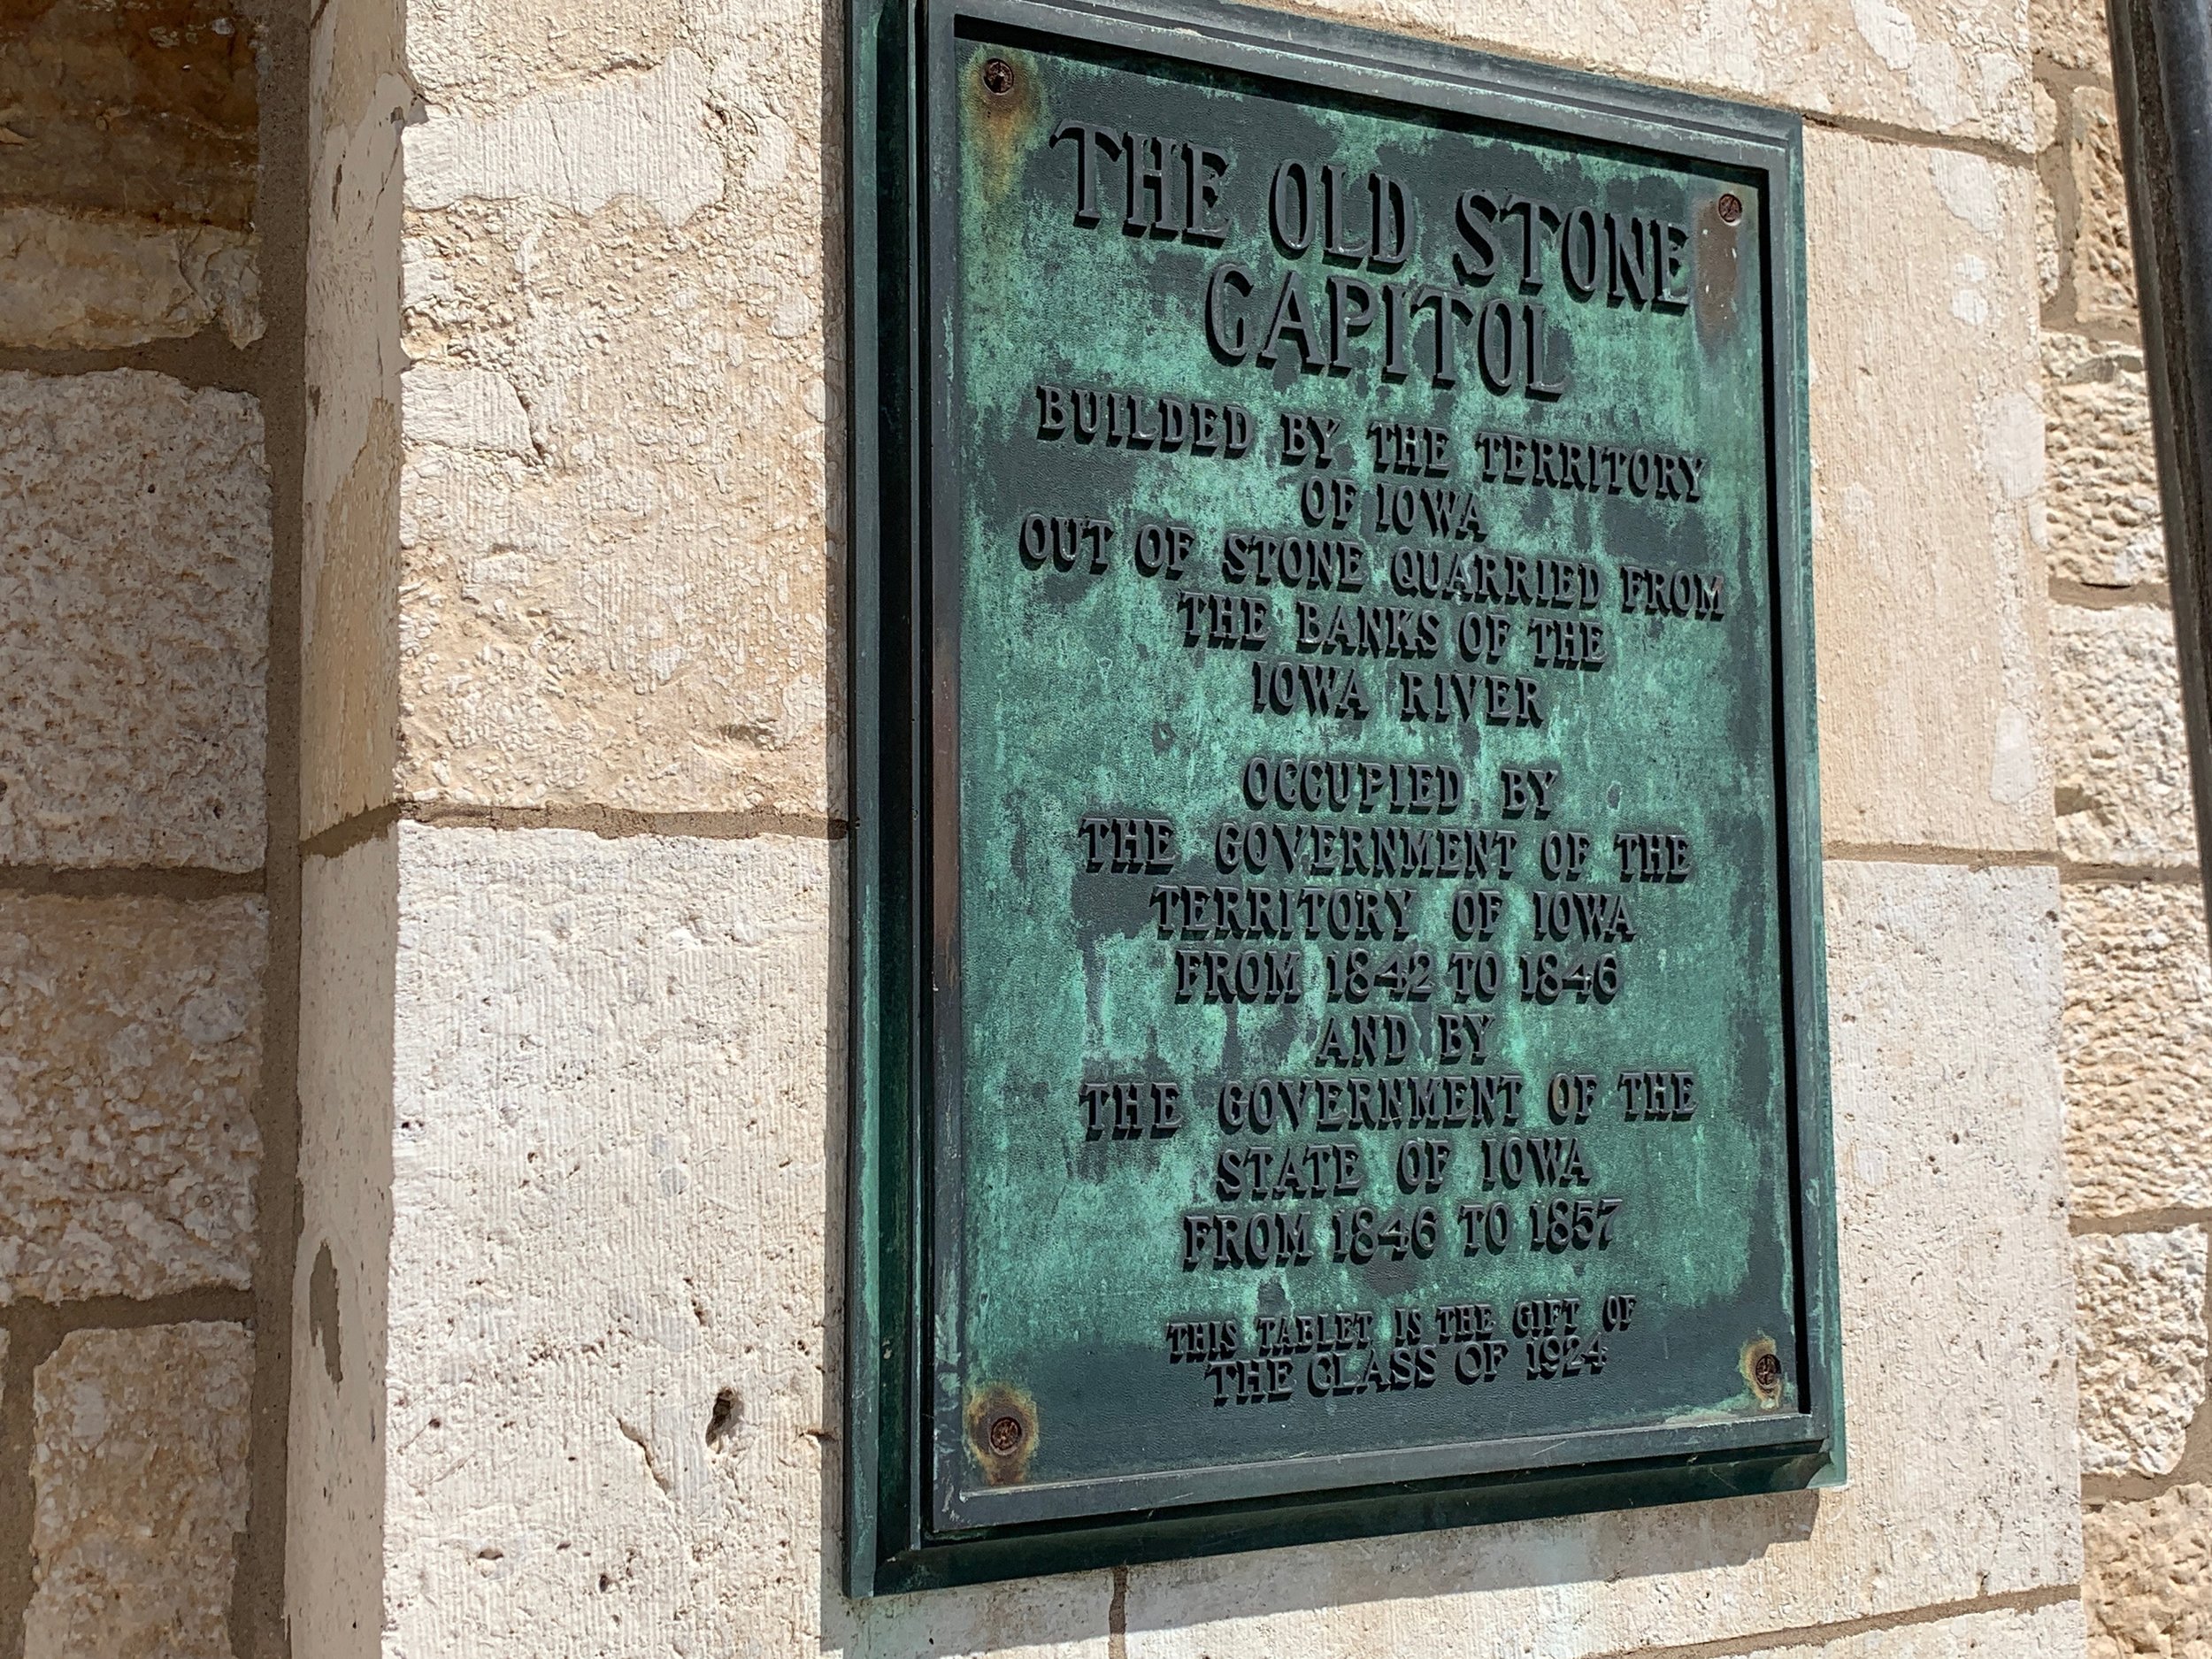 THE OLD STONE
CAPITOL
BUILDED BY THE TERRITORY
OF IOWA
OUT OF STONE QUARRIED FROM
THE BANKS OF THE
IOWA RIVER
OCCUPIED BY
THE GOVERNMENT OF THE
TERRITORY OF IOWA
FROM 1842 TO 1846
AND BY
THE GOVERNMENT OF THE
STATE OF IOWA
FROM 1846 TO 1857
THIS TABLET IS THE GIFT OF
THE CLASS OF 1924